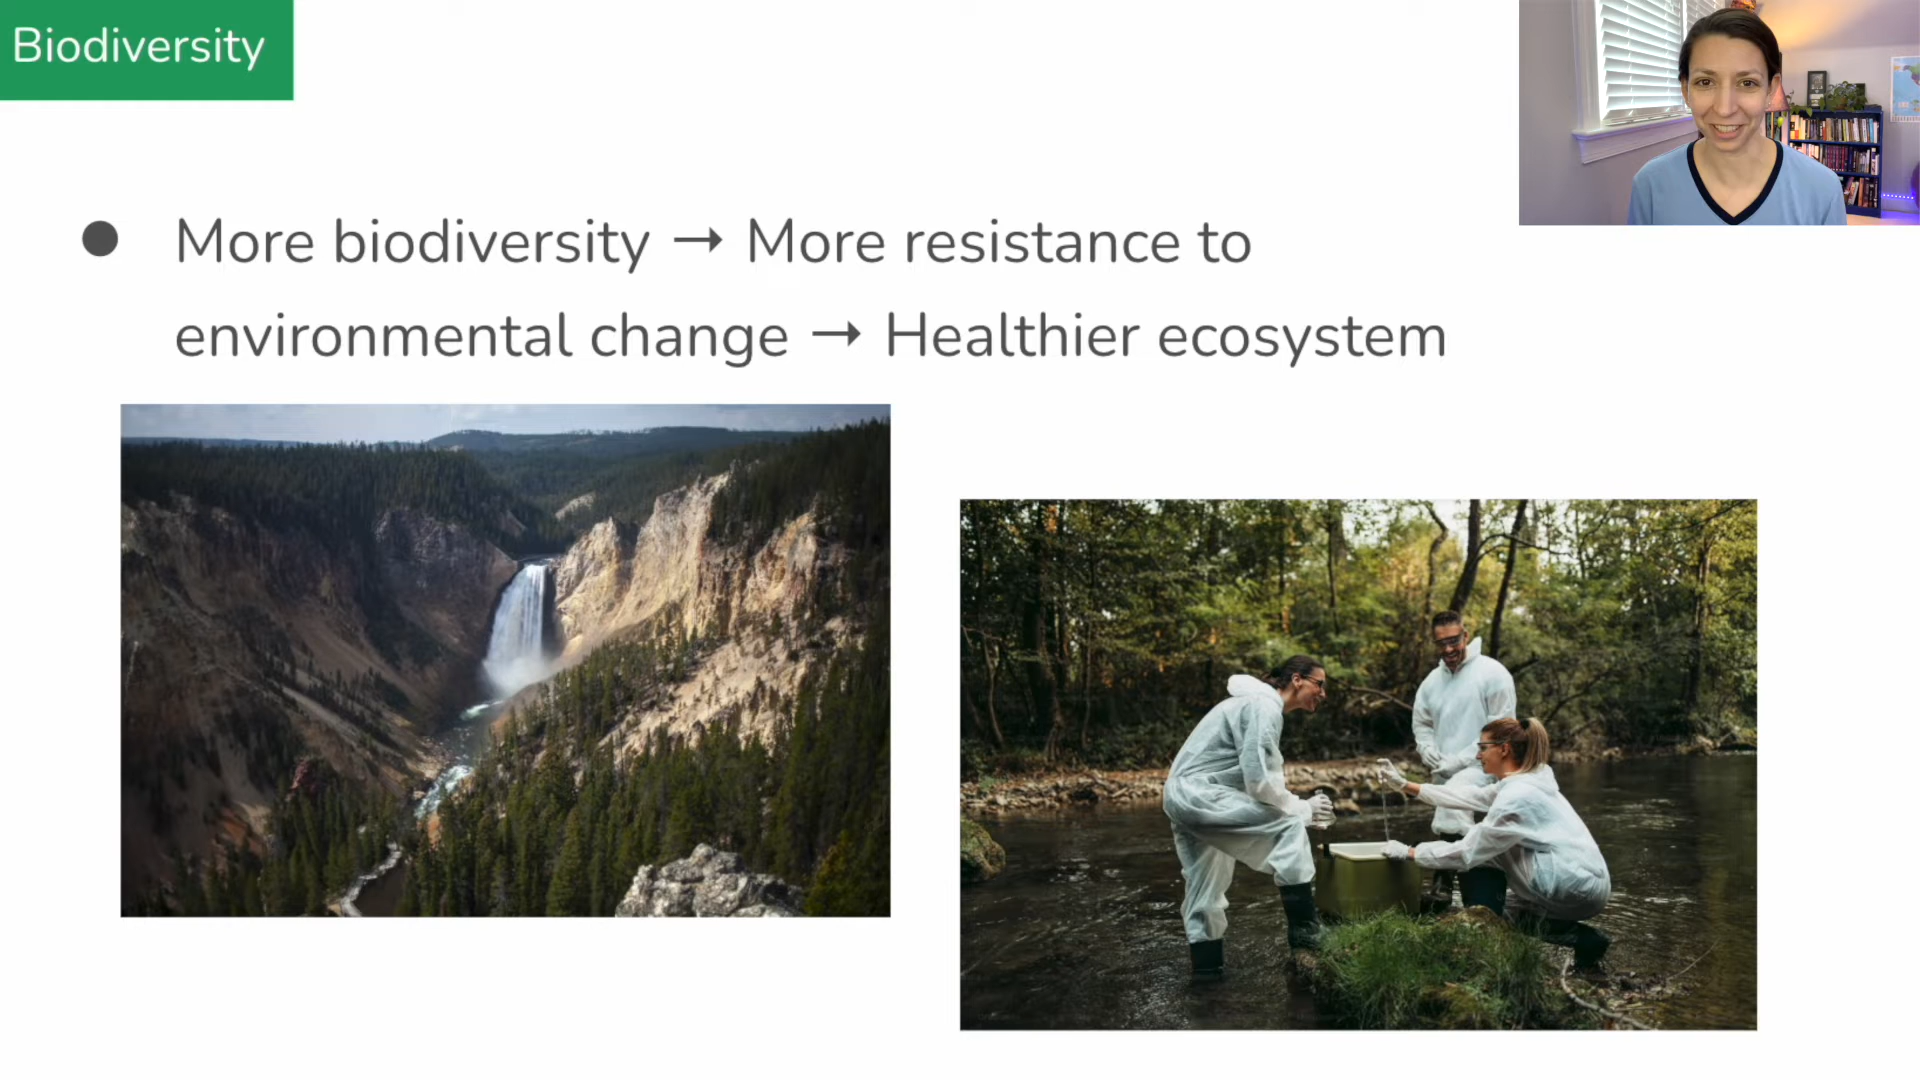 Biodiversity
● More biodiversity → More resistance to
environmental change → Healthier ecosystem